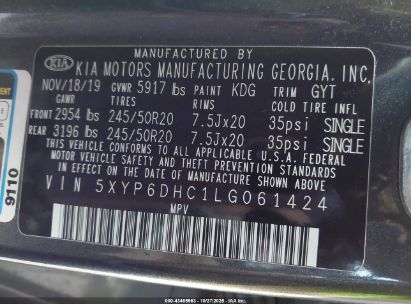 MANUFACTURED BY
KIA KIA MOTORS MANUFACTURING GEORGIA, INC.
NOV/18/19 GVWR 5917 lbs PAINT KDG TRIM GYT
GAWR TIRES RIMS COLD TIRE INFL
FRONT 2954 lbs 245/50R20 7.5Jx20 35psi SINGLE
REAR 3196 lbs 245/50R20 7.5Jx20 35psi SINGLE
THIS VEHICLE CONFORMS TO ALL APPLICABLE U.S.A. FEDERAL
MOTOR VEHICLE SAFETY STANDARDS
IN EFFECT ON THE DATE OF MANUFACTURE SHOWN ABOVE.
VIN 5XYP6DHC1LG061424
MPV
9110